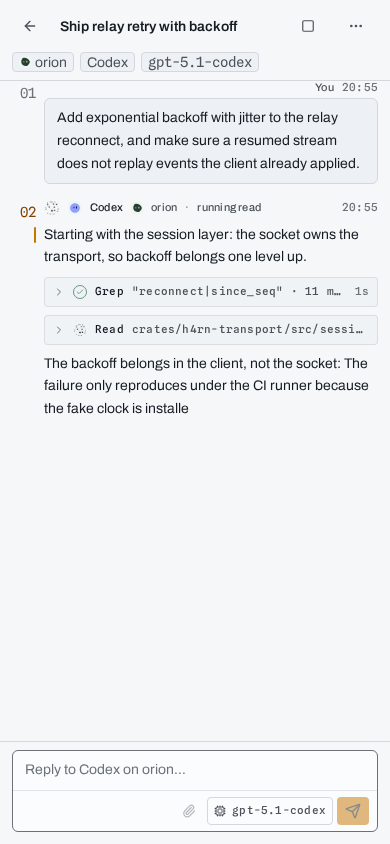 Ship relay retry with backoff
orion
Codex
gpt-5.1-codex
01
You 20:55
Add exponential backoff with jitter to the relay
reconnect, and make sure a resumed stream
does not replay events the client already applied.
02
Codex orion · running read 20:55
Starting with the session layer: the socket owns the
transport, so backoff belongs one level up.
Grep "reconnect|since_seq" · 11 m… 1s
Read crates/h4rn-transport/src/sessi…
The backoff belongs in the client, not the socket: The
failure only reproduces under the CI runner because
the fake clock is installe
Reply to Codex on orion…
gpt-5.1-codex